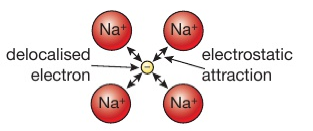 Na⁺ Na⁺
delocalised electron
−
electrostatic attraction
Na⁺ Na⁺